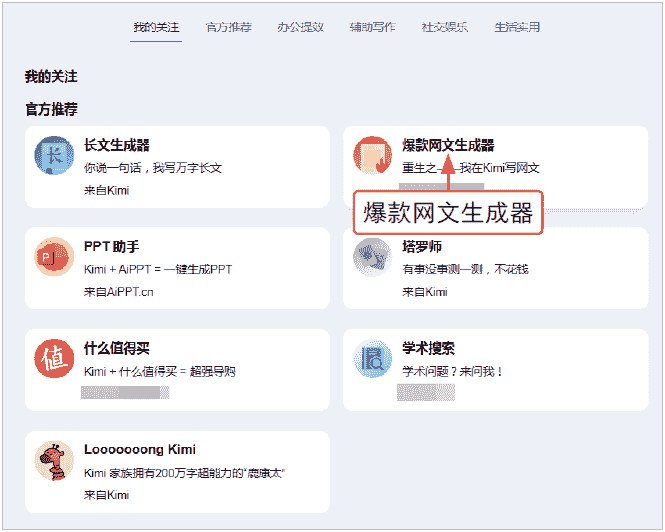 我的关注 官方推荐 办公提效 辅助写作 社交娱乐 生活实用
我的关注
官方推荐
长文生成器
你说一句话，我写万字长文
来自Kimi
爆款网文生成器
重生之 我在Kimi写网文
爆款网文生成器
PPT 助手
Kimi + AiPPT = 一键生成PPT
来自AiPPT.cn
塔罗师
有事没事测一测，不花钱
来自Kimi
值
什么值得买
Kimi + 什么值得买 = 超强导购
学术搜索
学术问题？来问我！
Looooooong Kimi
Kimi 家族拥有200万字超能力的“鹿康太”
来自Kimi